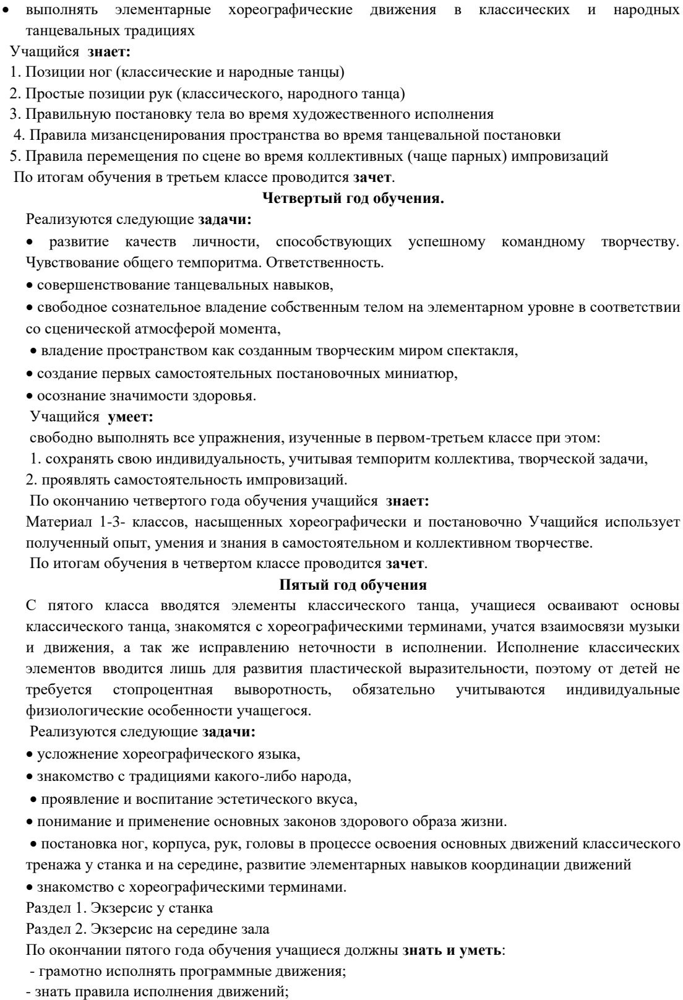 • выполнять элементарные хореографические движения в классических и народных
танцевальных традициях
Учащийся знает:
1. Позиции ног (классические и народные танцы)
2. Простые позиции рук (классического, народного танца)
3. Правильную постановку тела во время художественного исполнения
4. Правила мизансценирования пространства во время танцевальной постановки
5. Правила перемещения по сцене во время коллективных (чаще парных) импровизаций
По итогам обучения в третьем классе проводится зачет.
Четвертый год обучения.
Реализуются следующие задачи:
• развитие качеств личности, способствующих успешному командному творчеству.
Чувствование общего темпоритма. Ответственность.
• совершенствование танцевальных навыков,
• свободное сознательное владение собственным телом на элементарном уровне в соответствии
со сценической атмосферой момента,
• владение пространством как созданным творческим миром спектакля,
• создание первых самостоятельных постановочных миниатюр,
• осознание значимости здоровья.
Учащийся умеет:
свободно выполнять все упражнения, изученные в первом-третьем классе при этом:
1. сохранять свою индивидуальность, учитывая темпоритм коллектива, творческой задачи,
2. проявлять самостоятельность импровизаций.
По окончанию четвертого года обучения учащийся знает:
Материал 1-3- классов, насыщенных хореографически и постановочно Учащийся использует
полученный опыт, умения и знания в самостоятельном и коллективном творчестве.
По итогам обучения в четвертом классе проводится зачет.
Пятый год обучения
С пятого класса вводятся элементы классического танца, учащиеся осваивают основы
классического танца, знакомятся с хореографическими терминами, учатся взаимосвязи музыки
и движения, а так же исправлению неточности в исполнении. Исполнение классических
элементов вводится лишь для развития пластической выразительности, поэтому от детей не
требуется стопроцентная выворотность, обязательно учитываются индивидуальные
физиологические особенности учащегося.
Реализуются следующие задачи:
• усложнение хореографического языка,
• знакомство с традициями какого-либо народа,
• проявление и воспитание эстетического вкуса,
• понимание и применение основных законов здорового образа жизни.
• постановка ног, корпуса, рук, головы в процессе освоения основных движений классического
тренажа у станка и на середине, развитие элементарных навыков координации движений
• знакомство с хореографическими терминами.
Раздел 1. Экзерсис у станка
Раздел 2. Экзерсис на середине зала
По окончании пятого года обучения учащиеся должны знать и уметь:
- грамотно исполнять программные движения;
- знать правила исполнения движений;